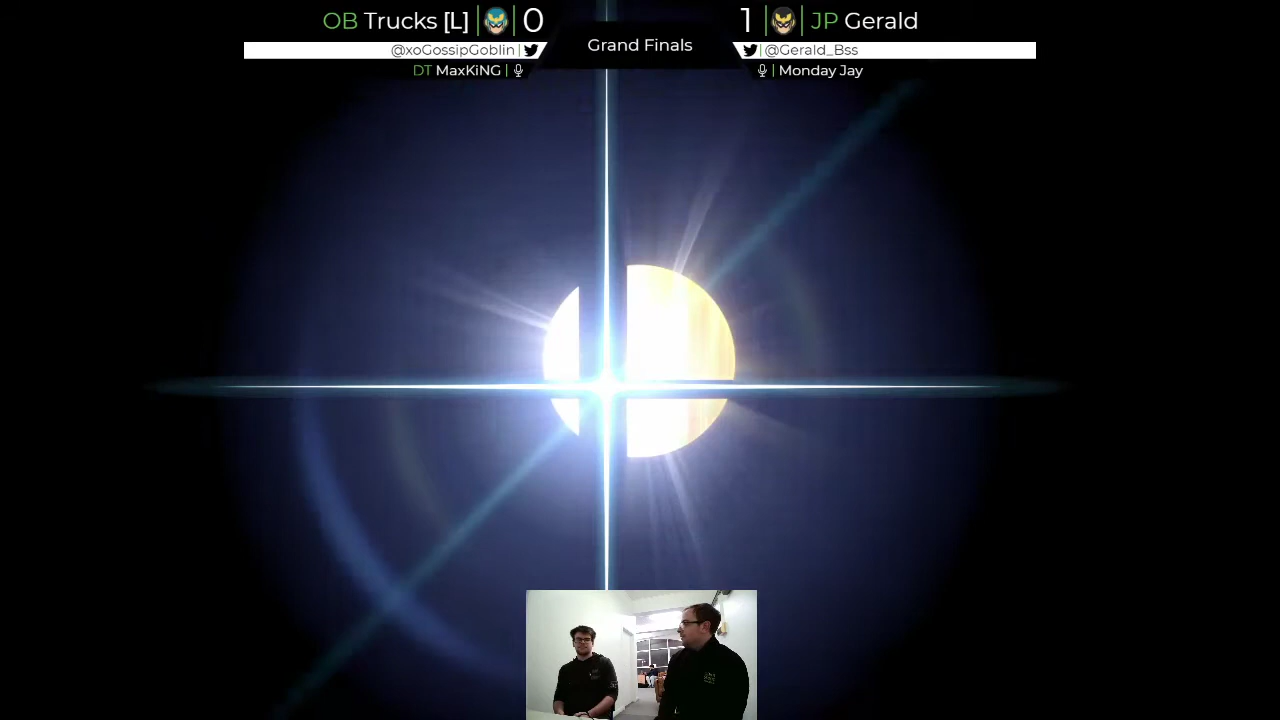 OB Trucks [L] 0
1 JP Gerald
Grand Finals
@xoGossipGoblin
@Gerald_Bss
DT MaxKiNG
Monday Jay